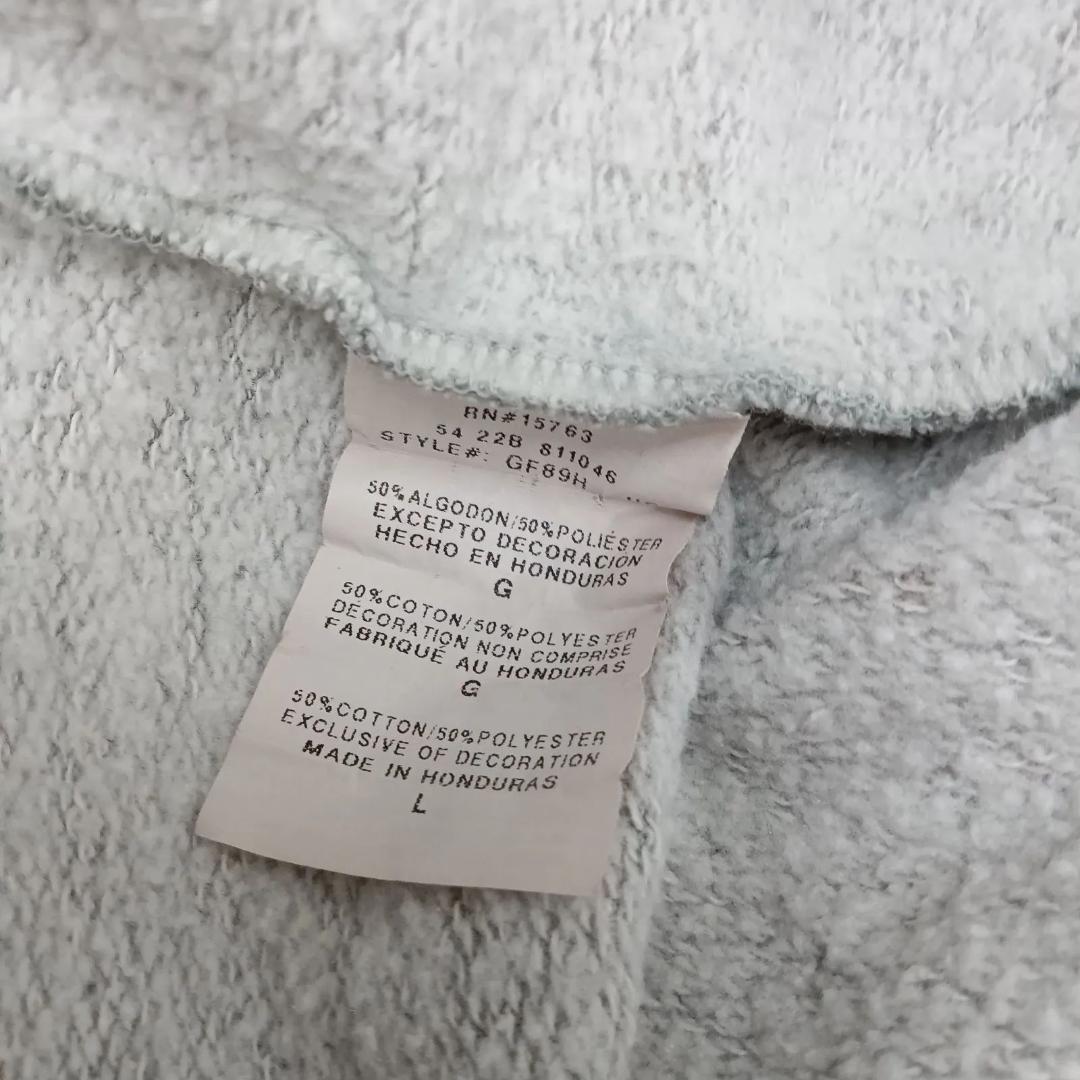 RN#15763
54 22B 811046
STYLE#: GF89H
50%ALGODON/50%POLIÉSTER
EXCEPTO DECORACION
HECHO EN HONDURAS
G
50%COTON/50%POLYESTER
DÉCORATION NON COMPRISE
FABRIQUÉ AU HONDURAS
G
50%COTTON/50%POLYESTER
EXCLUSIVE OF DECORATION
MADE IN HONDURAS
L